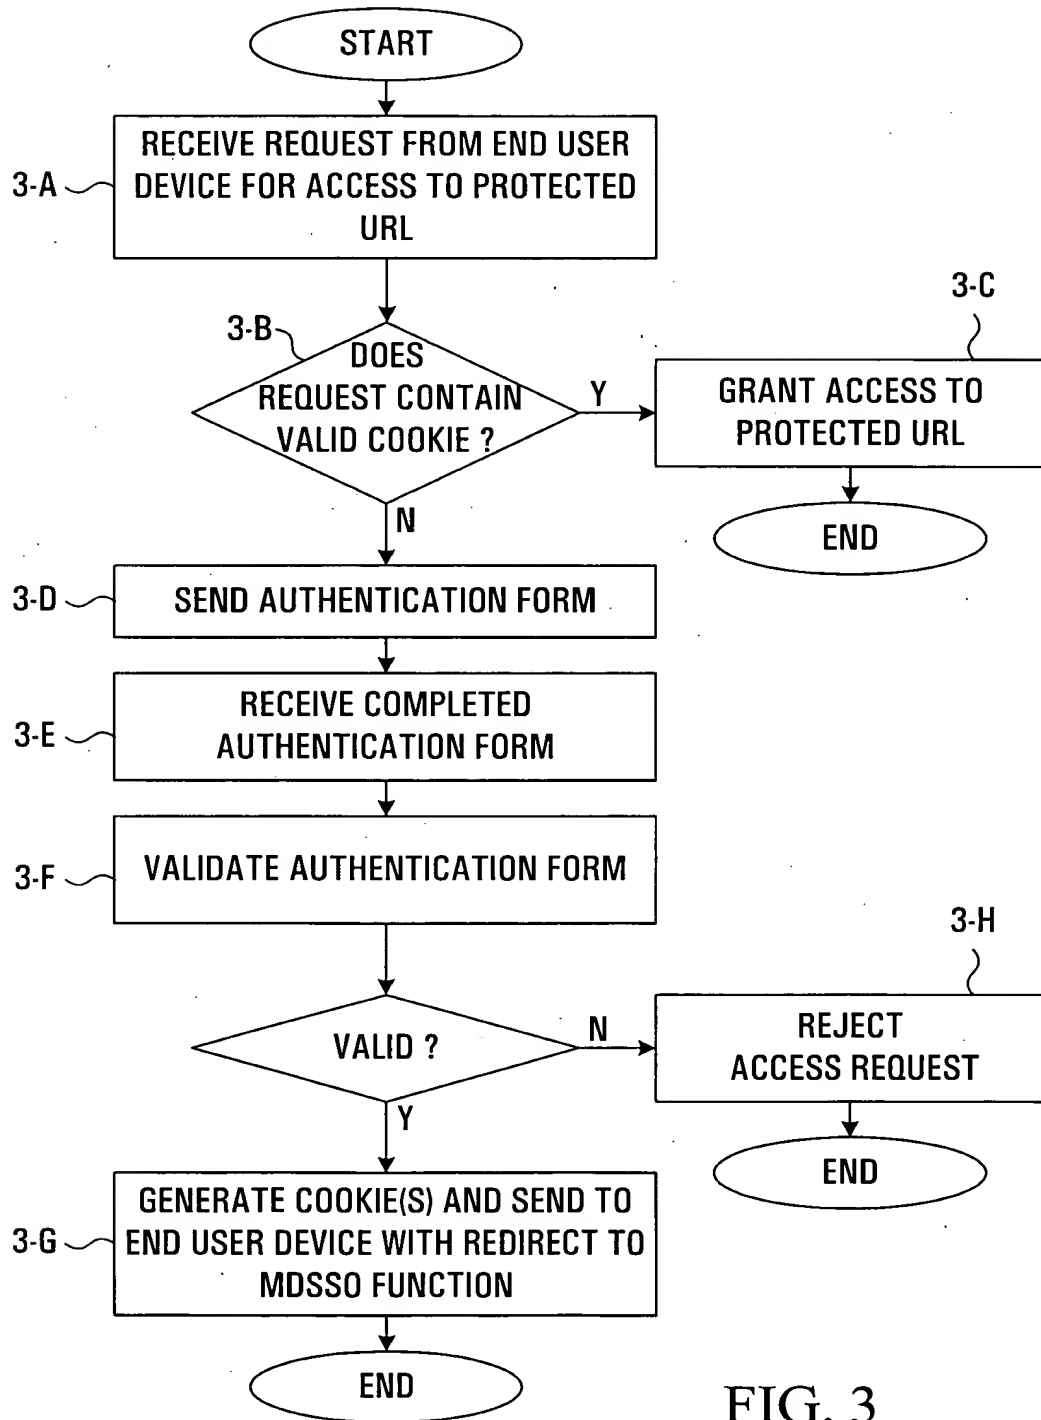 START
RECEIVE REQUEST FROM END USER
DEVICE FOR ACCESS TO PROTECTED
URL
3-A
3-B
DOES
REQUEST CONTAIN
VALID COOKIE ?
Y
N
3-C
GRANT ACCESS TO
PROTECTED URL
END
3-D
SEND AUTHENTICATION FORM
3-E
RECEIVE COMPLETED
AUTHENTICATION FORM
3-F
VALIDATE AUTHENTICATION FORM
VALID ?
N
Y
3-H
REJECT
ACCESS REQUEST
END
3-G
GENERATE COOKIE(S) AND SEND TO
END USER DEVICE WITH REDIRECT TO
MDSSO FUNCTION
END
FIG. 3